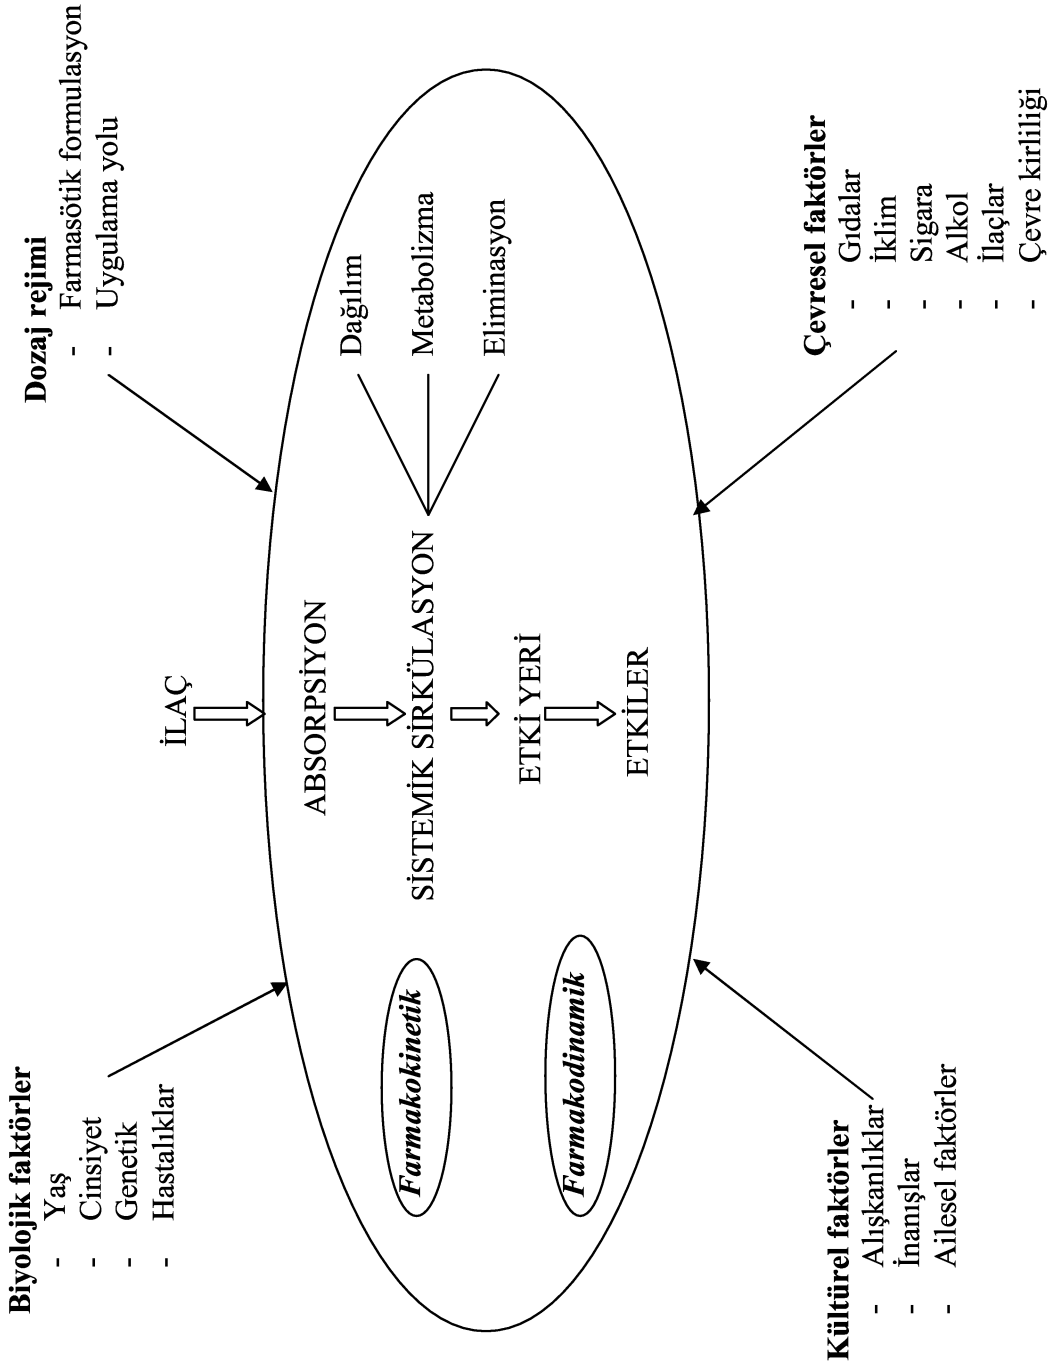 Biyolojik faktörler
- Yaş
- Cinsiyet
- Genetik
- Hastalıklar
Dozaj rejimi
- Farmasötik formulasyon
- Uygulama yolu
İLAÇ
ABSORPSİYON
SİSTEMİK SİRKÜLASYON
Dağılım
Metabolizma
Eliminasyon
ETKİ YERİ
ETKİLER
Farmakokinetik
Farmakodinamik
Kültürel faktörler
- Alışkanlıklar
- İnanışlar
- Ailesel faktörler
Çevresel faktörler
- Gıdalar
- İklim
- Sigara
- Alkol
- İlaçlar
- Çevre kirliliği